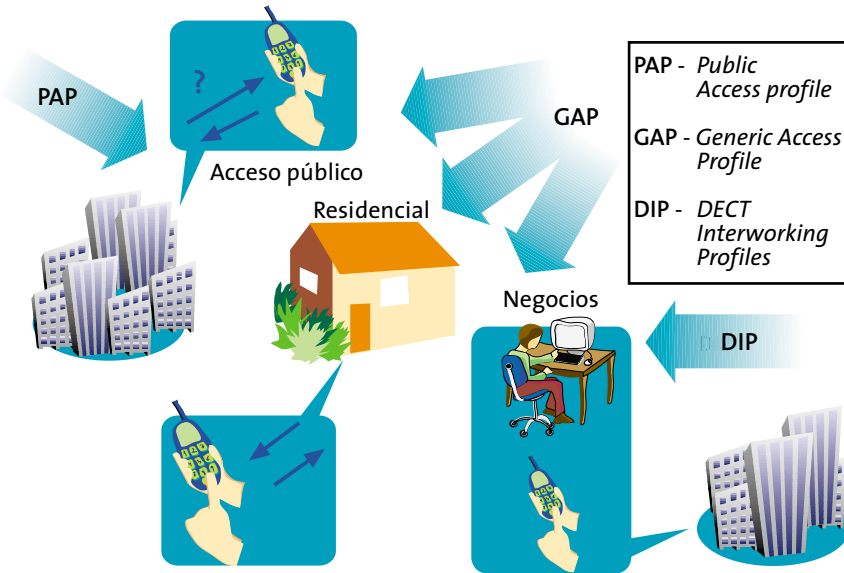 PAP
?
Acceso público
GAP
PAP - Public
Access profile
GAP - Generic Access
Profile
DIP - DECT
Interworking
Profiles
Residencial
Negocios
DIP